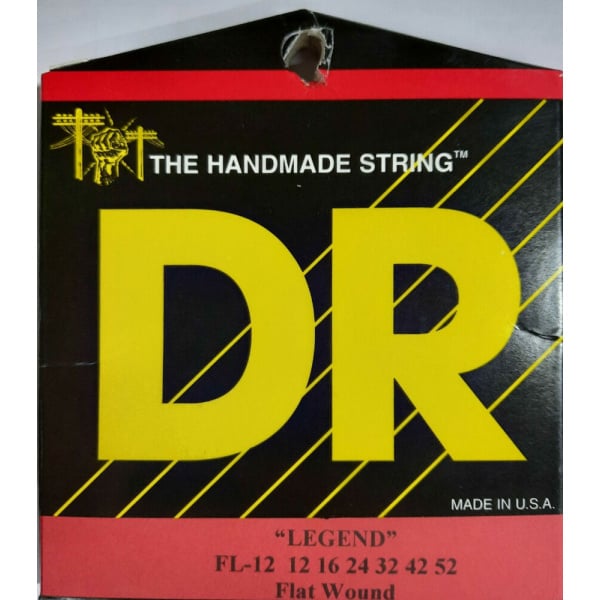 THE HANDMADE STRING™
DR
MADE IN U.S.A.
“LEGEND”
FL-12 12 16 24 32 42 52
Flat Wound